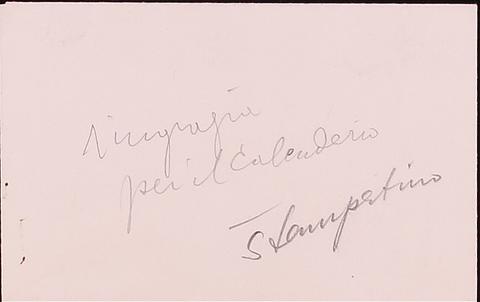 ringrazia
per il Calendario
Stampatino